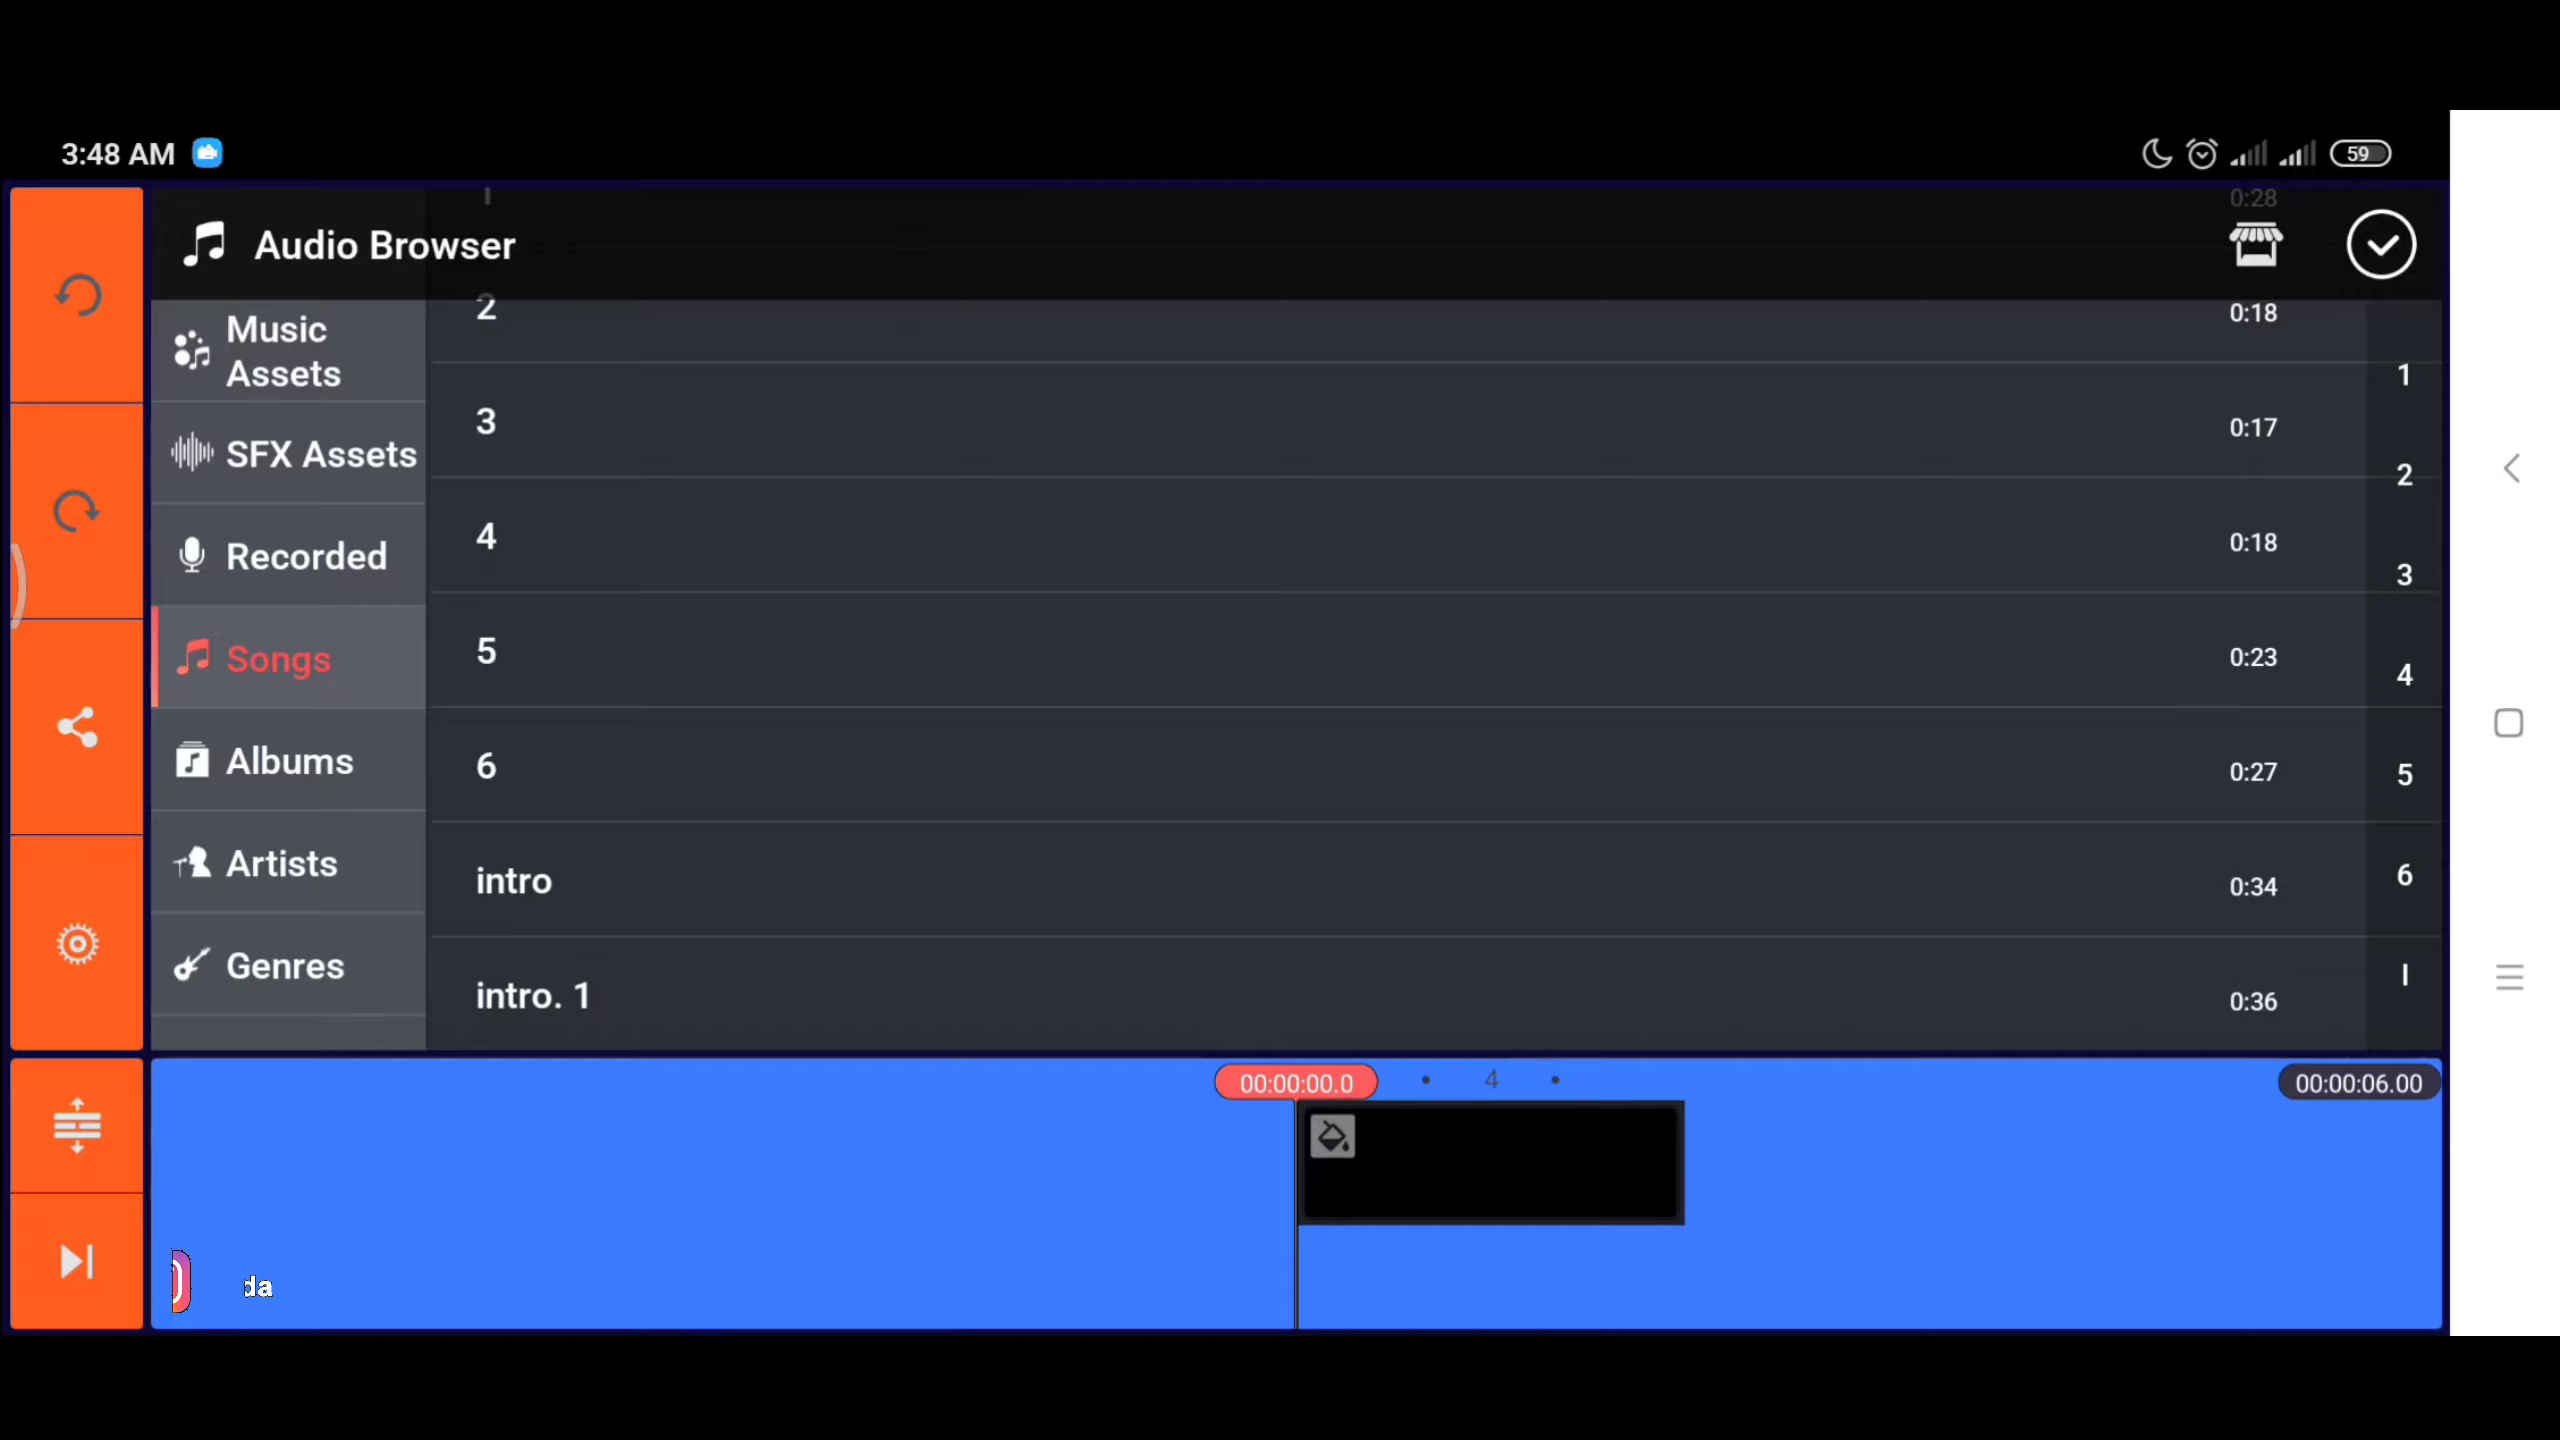 3:48 AM
59
0:28
Audio Browser
Music
Assets
SFX Assets
Recorded
Songs
Albums
Artists
Genres
2
0:18
3
0:17
4
0:18
5
0:23
6
0:27
intro
0:34
intro. 1
0:36
1
2
3
4
5
6
I
00:00:00.0
4
00:00:06.00
da